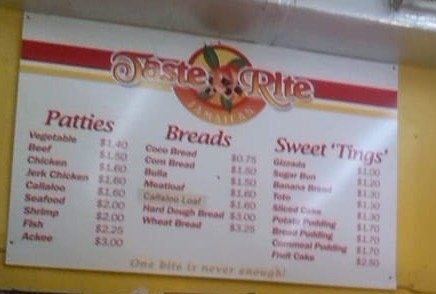 Taste Rite
JAMAICAN
Patties
Vegetable $1.40
Beef $1.50
Chicken $1.60
Jerk Chicken $1.60
Callaloo $1.60
Seafood $2.00
Shrimp $2.00
Fish $2.25
Ackee $3.00
Breads
Coco Bread $0.75
Corn Bread
Bulla
Meatloaf $1.60
Callaloo Loaf $1.60
Hard Dough Bread $3.00
Wheat Bread $3.25
Sweet 'Tings'
Gizzada $1.00
Sugar Bun $1.20
Banana Bread $1.30
Toto $1.30
Sliced Cake $1.30
Potato Pudding $1.70
Bread Pudding $1.70
Cornmeal Pudding $1.70
Fruit Cake $2.50
One bite is never enough!